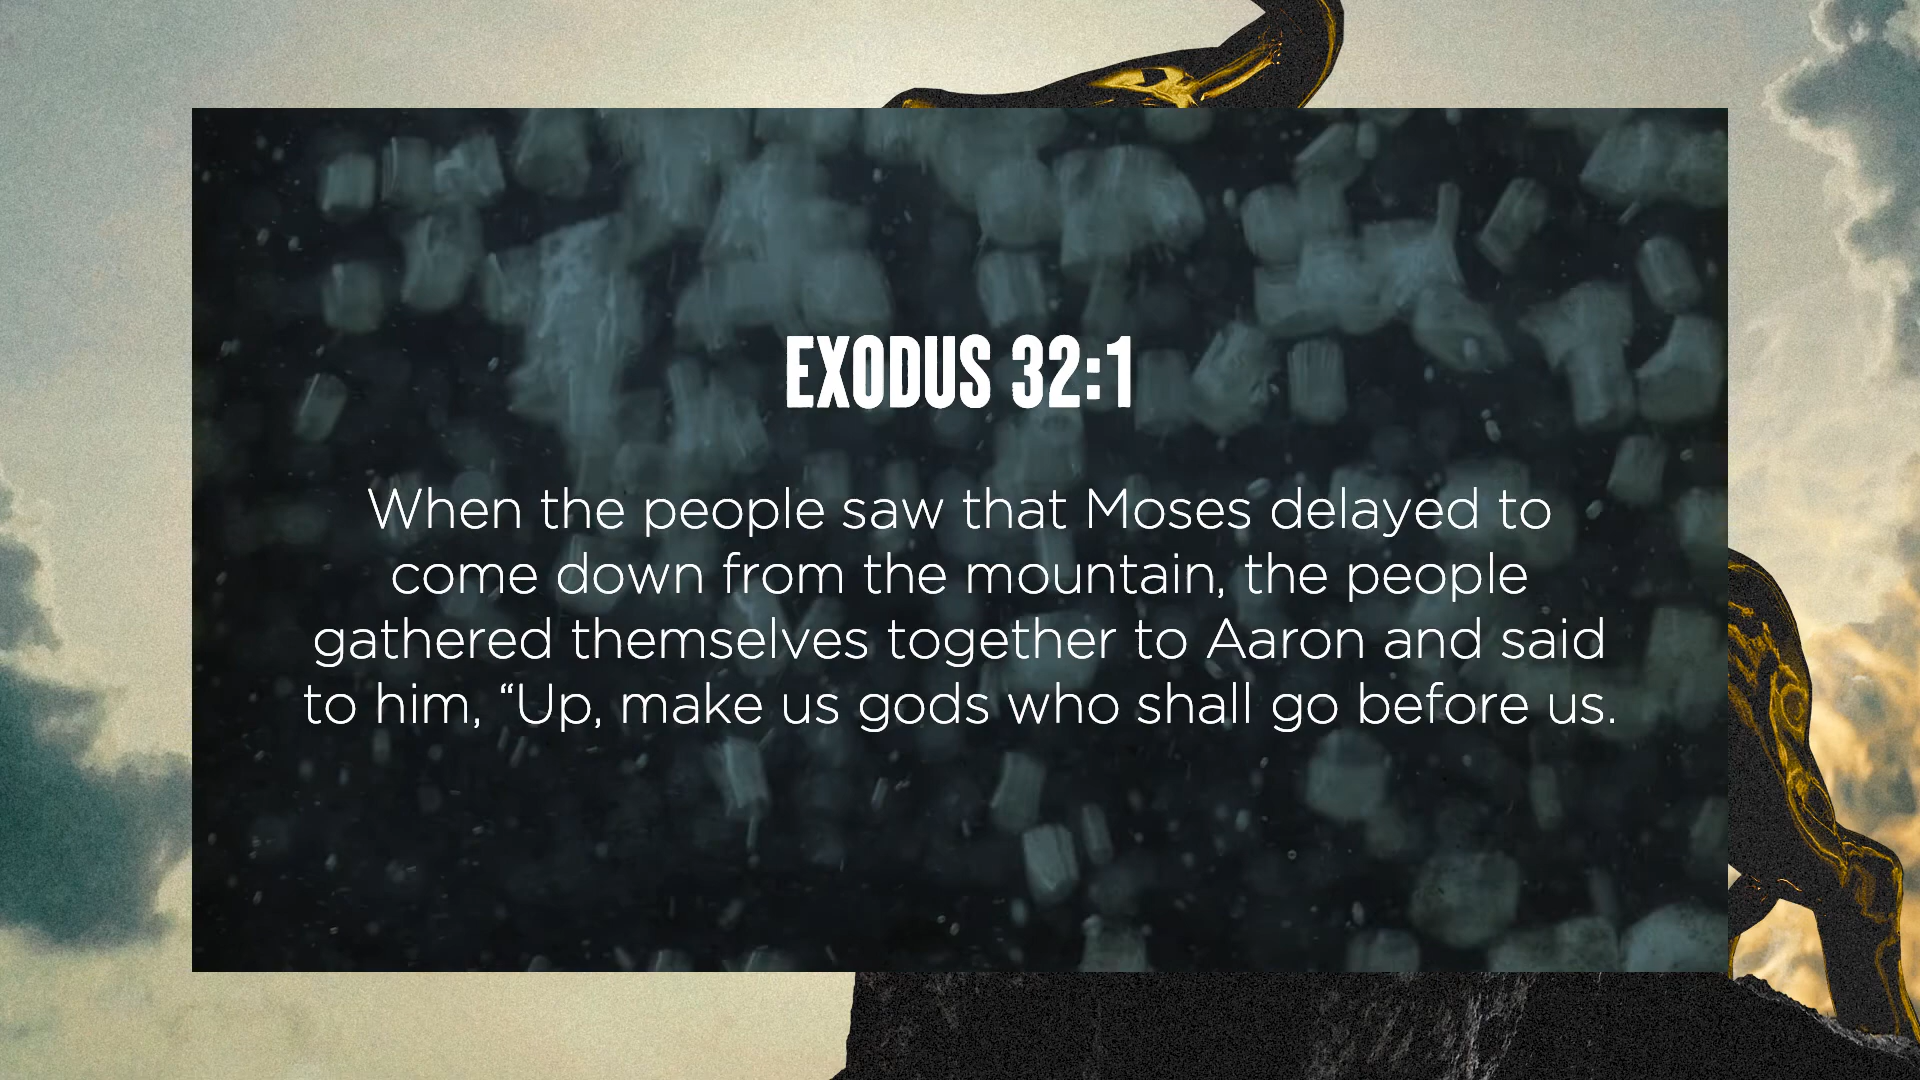 EXODUS 32:1
When the people saw that Moses delayed to
come down from the mountain, the people
gathered themselves together to Aaron and said
to him, “Up, make us gods who shall go before us.